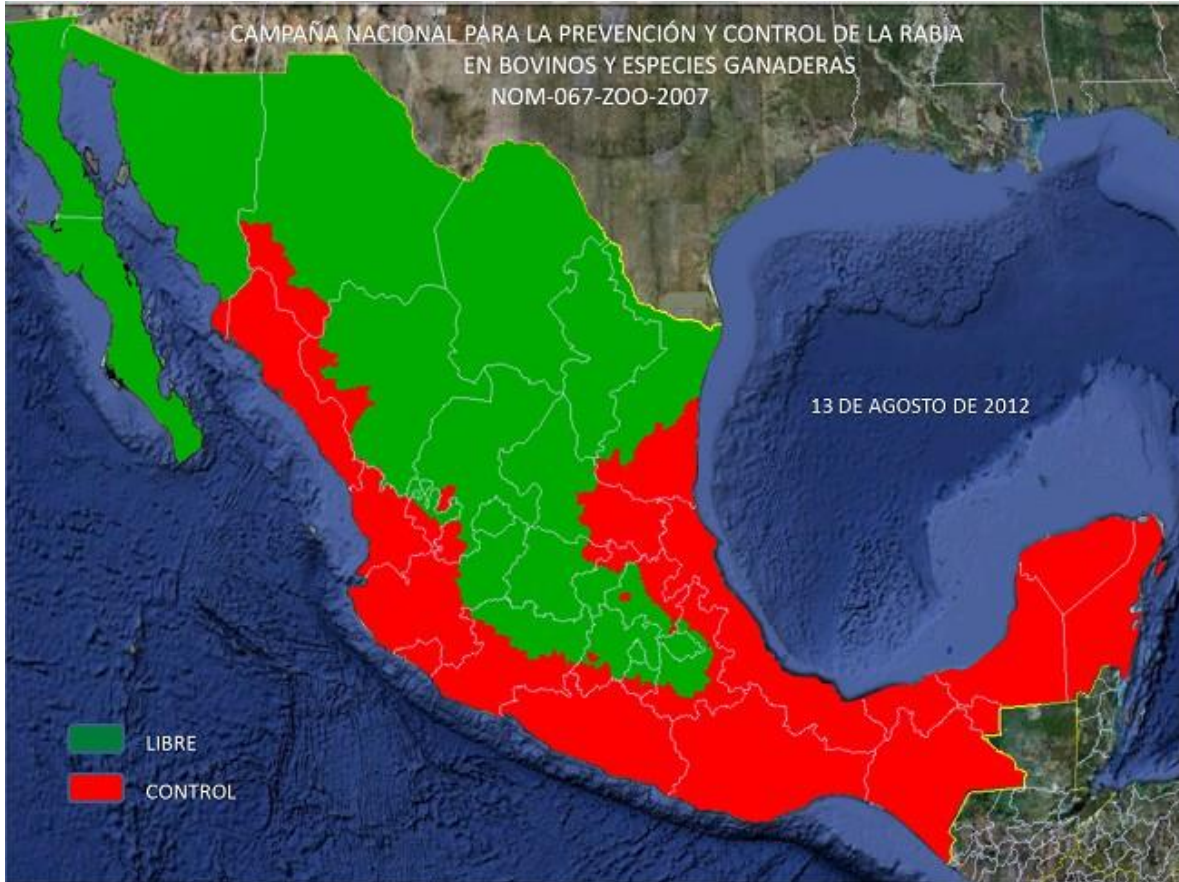 CAMPAÑA NACIONAL PARA LA PREVENCIÓN Y CONTROL DE LA RABIA
EN BOVINOS Y ESPECIES GANADERAS
NOM-067-ZOO-2007
13 DE AGOSTO DE 2012
LIBRE
CONTROL